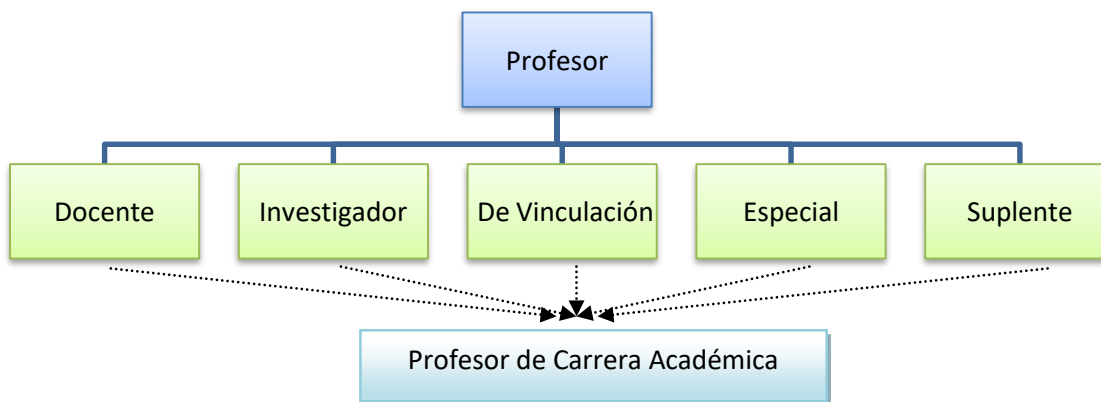 Profesor
Docente
Investigador
De Vinculación
Especial
Suplente
Profesor de Carrera Académica